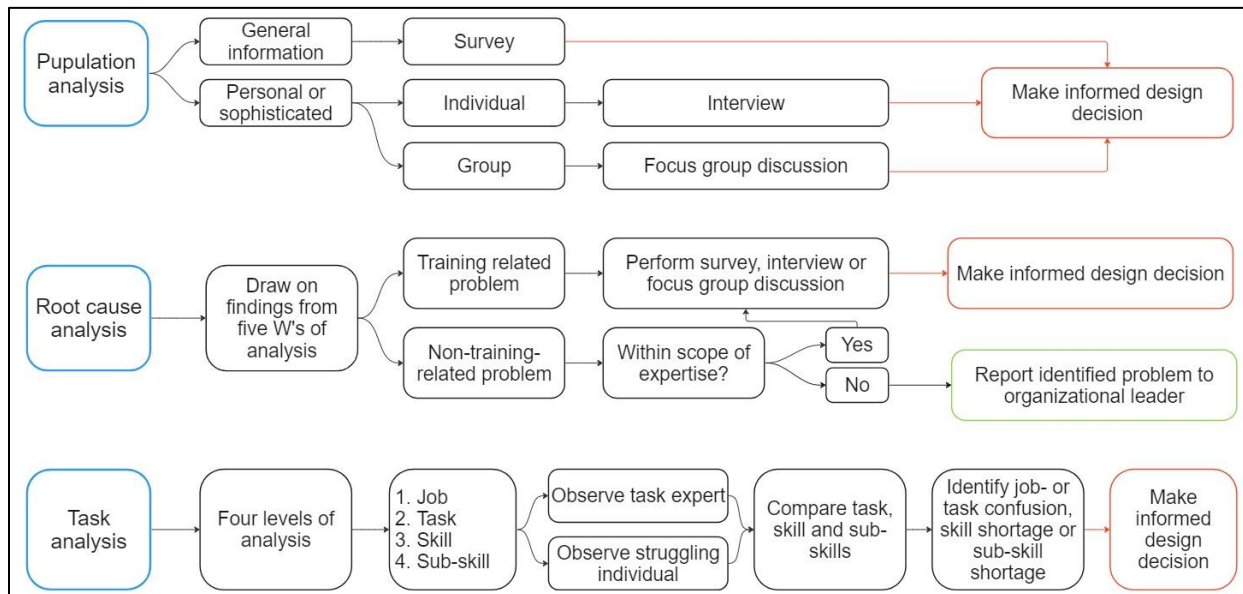 Pupulation
analysis
General
information
Survey
Personal or
sophisticated
Individual
Interview
Group
Focus group discussion
Make informed design
decision
Root cause
analysis
Draw on
findings from
five W's of
analysis
Training related
problem
Perform survey, interview or
focus group discussion
Make informed design decision
Non-training-
related problem
Within scope of
expertise?
Yes
No
Report identified problem to
organizational leader
Task
analysis
Four levels of
analysis
1. Job
2. Task
3. Skill
4. Sub-skill
Observe task expert
Observe struggling
individual
Compare task,
skill and sub-
skills
Identify job- or
task confusion,
skill shortage or
sub-skill
shortage
Make
informed
design
decision